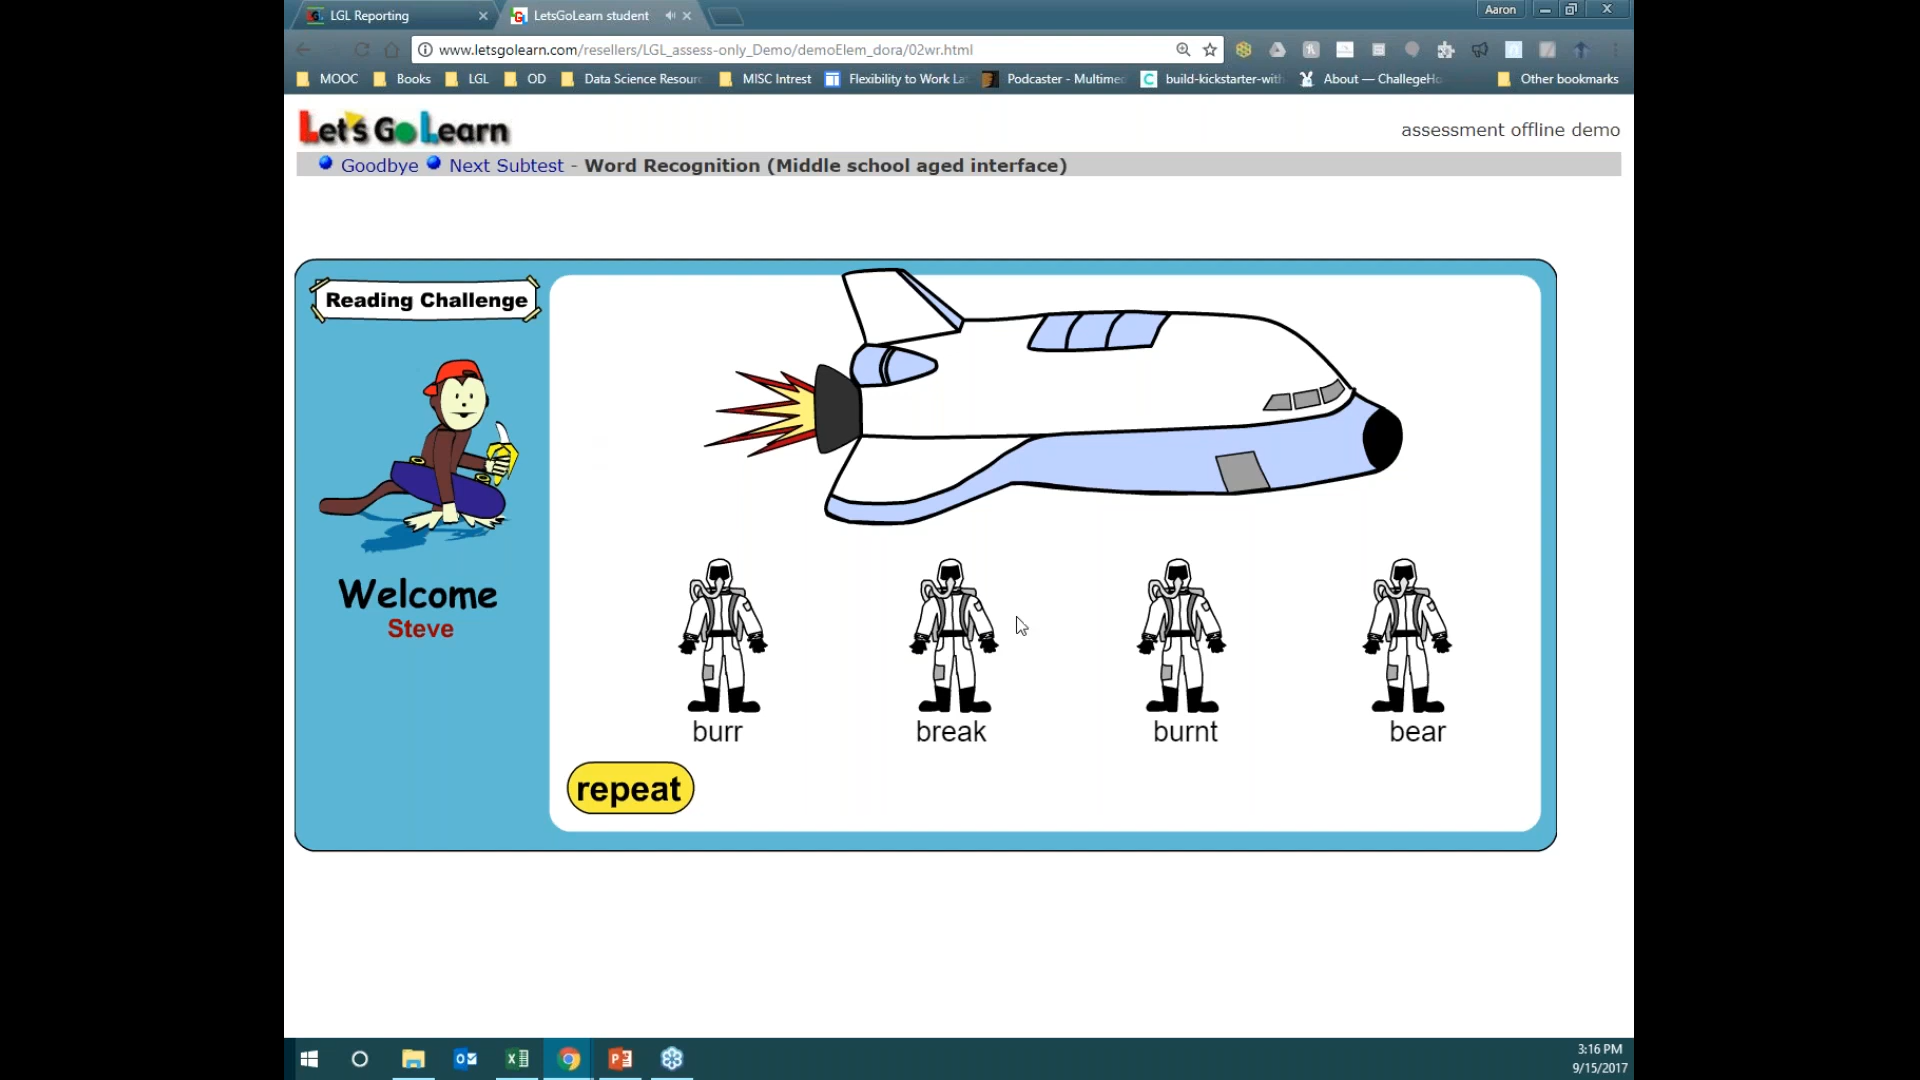 LGL Reporting
LetsGoLearn student
Aaron
www.letsgolearn.com/resellers/LGL_assess-only_Demo/demoElem_dora/02wr.html
MOOC Books LGL OD Data Science Resour MISC Intrest Flexibility to Work La Podcaster - Multime build-kickstarter-with About — ChallegeHo Other bookmarks
Let's Go Learn
assessment offline demo
Goodbye Next Subtest - Word Recognition (Middle school aged interface)
Reading Challenge
Welcome
Steve
burr break burnt bear
repeat
3:16 PM
9/15/2017